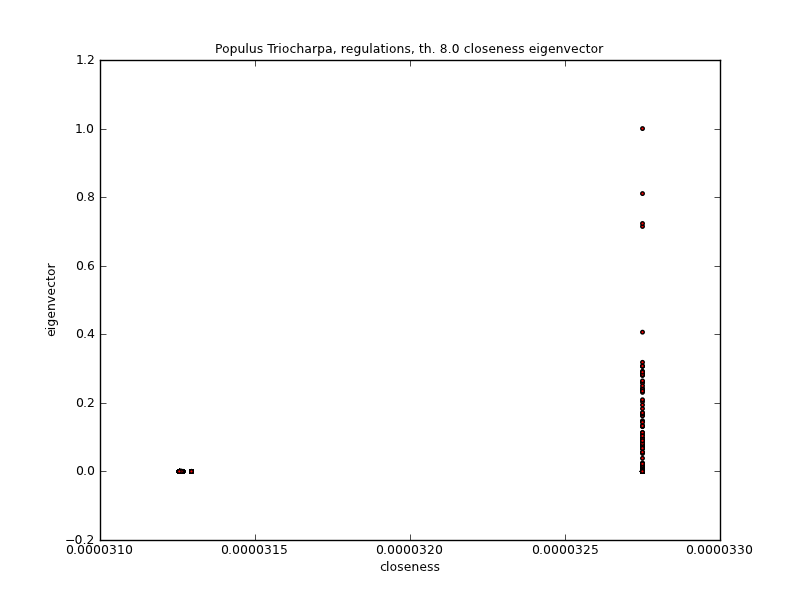 Populus Triocharpa, regulations, th. 8.0 closeness eigenvector
1.2
1.0
0.8
0.6
0.4
0.2
0.0
−0.2
eigenvector
0.0000310 0.0000315 0.0000320 0.0000325 0.0000330
closeness